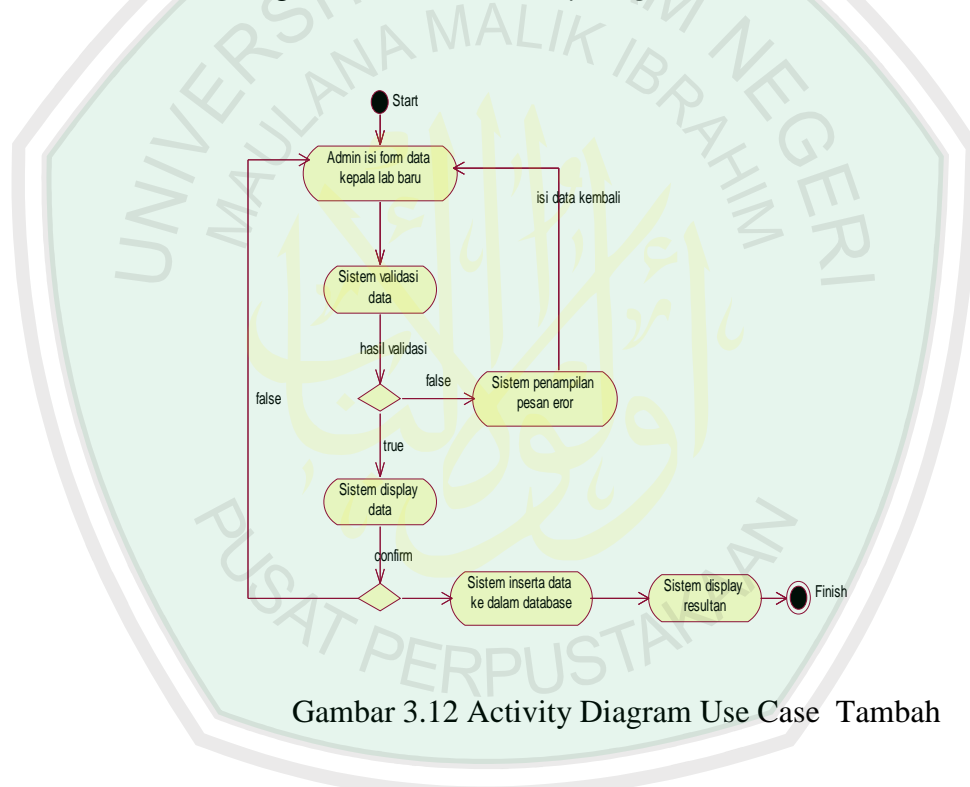 UNIVERSITAS ISLAM NEGERI
MAULANA MALIK IBRAHIM
Start
Admin isi form data
kepala lab baru
isi data kembali
Sistem validasi
data
hasil validasi
false
Sistem penampilan
pesan eror
false
true
Sistem display
data
confirm
Sistem inserta data
ke dalam database
Sistem display
resultan
Finish
PUSAT PERPUSTAKAAN
Gambar 3.12 Activity Diagram Use Case Tambah